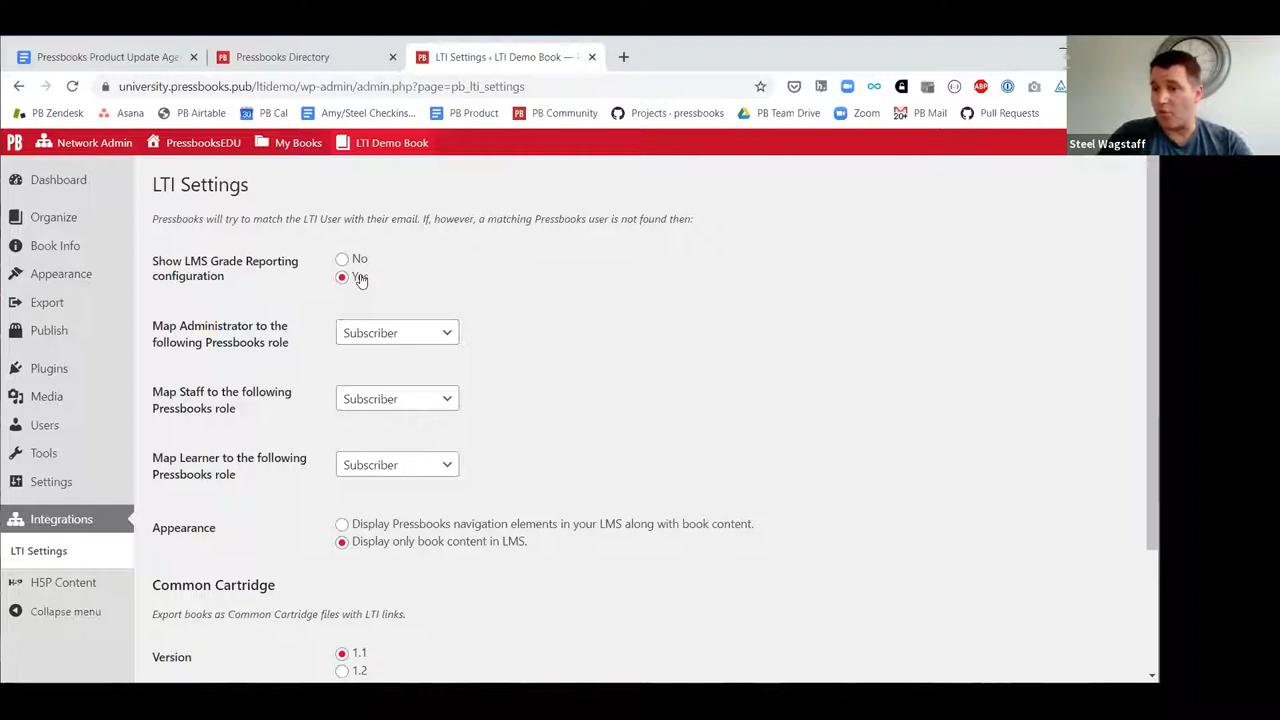 Pressbooks Product Update Age
Pressbooks Directory
LTI Settings ‹ LTI Demo Book — P
university.pressbooks.pub/ltidemo/wp-admin/admin.php?page=pb_lti_settings
ABP
PB Zendesk
Asana
PB Airtable
PB Cal
Amy/Steel Checkins...
PB Product
PB Community
Projects · pressbooks
PB Team Drive
Zoom
20+
PB Mail
Pull Requests
Steel Wagstaff
PB
Network Admin
PressbooksEDU
My Books
LTI Demo Book
Dashboard
Organize
Book Info
Appearance
Export
Publish
Plugins
Media
Users
Tools
Settings
Integrations
LTI Settings
H5P Content
Collapse menu
LTI Settings
Pressbooks will try to match the LTI User with their email. If, however, a matching Pressbooks user is not found then:
Show LMS Grade Reporting
configuration
No
Yes
Map Administrator to the
following Pressbooks role
Subscriber
Map Staff to the following
Pressbooks role
Subscriber
Map Learner to the following
Pressbooks role
Subscriber
Appearance
Display Pressbooks navigation elements in your LMS along with book content.
Display only book content in LMS.
Common Cartridge
Export books as Common Cartridge files with LTI links.
Version
1.1
1.2